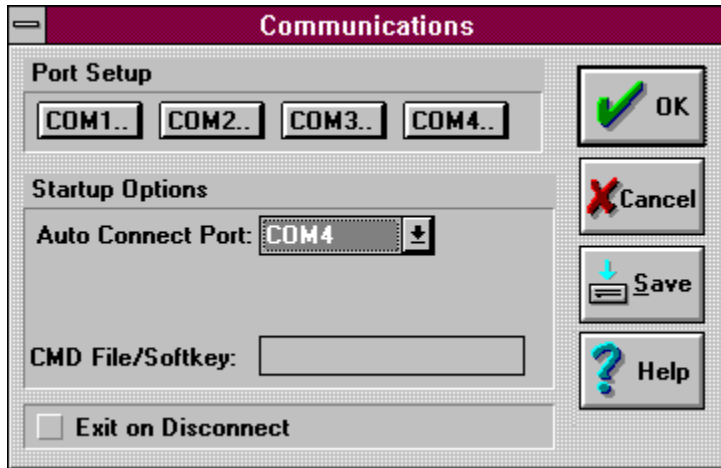 Communications
Port Setup
COM1.. COM2.. COM3.. COM4..
OK
Startup Options
Cancel
Auto Connect Port: COM4
Save
CMD File/Softkey:
Help
Exit on Disconnect